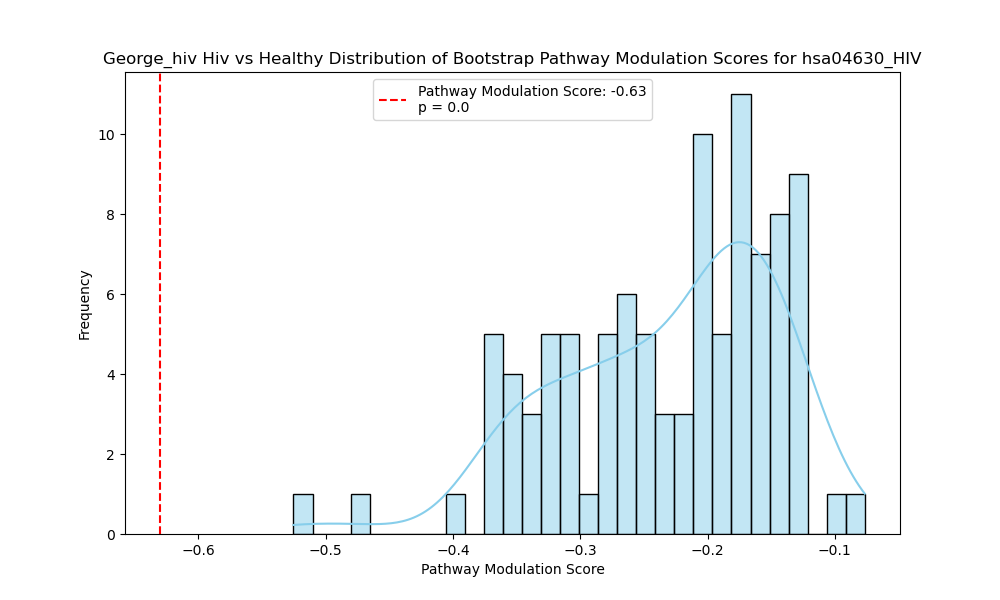 George_hiv Hiv vs Healthy Distribution of Bootstrap Pathway Modulation Scores for hsa04630_HIV
Pathway Modulation Score: -0.63
p = 0.0
Frequency
10
8
6
4
2
0
−0.6
−0.5
−0.4
−0.3
−0.2
−0.1
Pathway Modulation Score